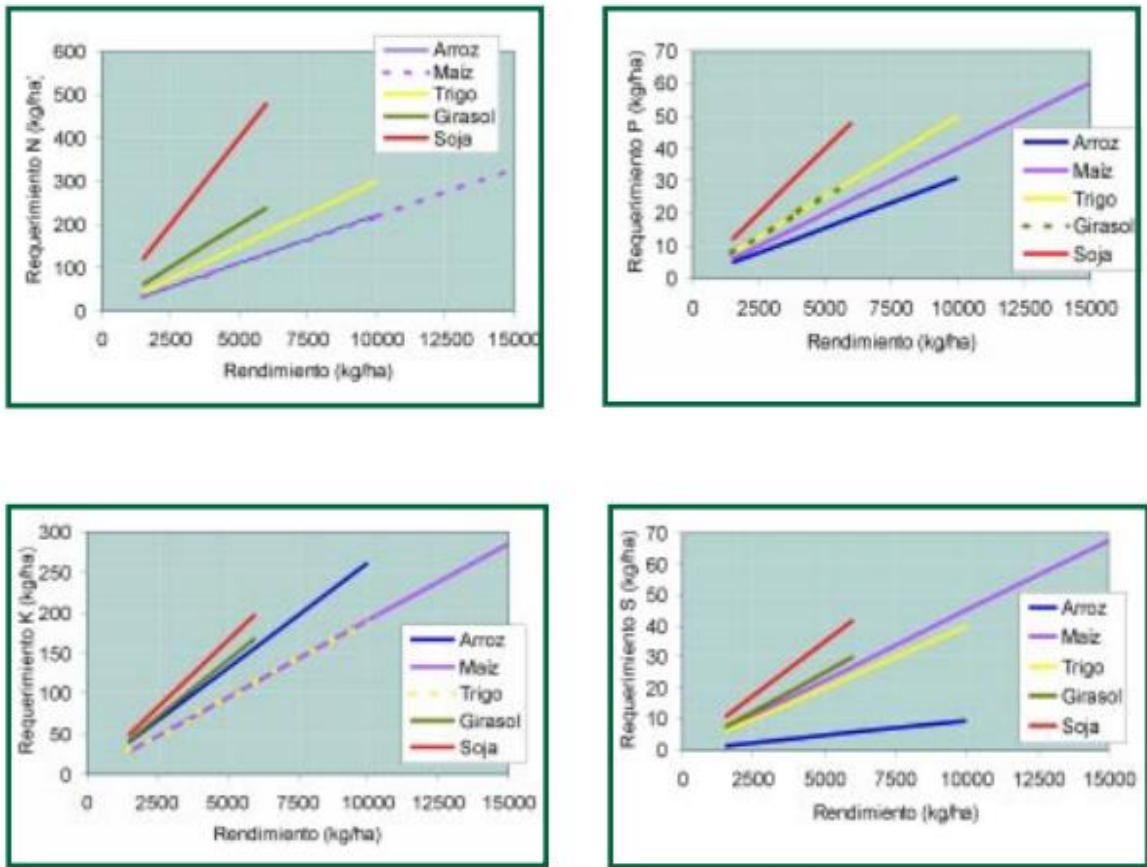 600
500
400
300
200
100
0
Requerimiento N (kg/ha)
Arroz
Maiz
Trigo
Girasol
Soja
0 2500 5000 7500 10000 12500 15000
Rendimiento (kg/ha)
70
60
50
40
30
20
10
0
Requerimiento P (kg/ha)
Arroz
Maíz
Trigo
Girasol
Soja
0 2500 5000 7500 10000 12500 15000
Rendimiento (kg/ha)
300
250
200
150
100
50
0
Requerimiento K (kg/ha)
Arroz
Maíz
Trigo
Girasol
Soja
0 2500 5000 7500 10000 12500 15000
Rendimiento (kg/ha)
70
60
50
40
30
20
10
0
Requerimiento S (kg/ha)
Arroz
Maíz
Trigo
Girasol
Soja
0 2500 5000 7500 10000 12500 15000
Rendimiento (kg/ha)